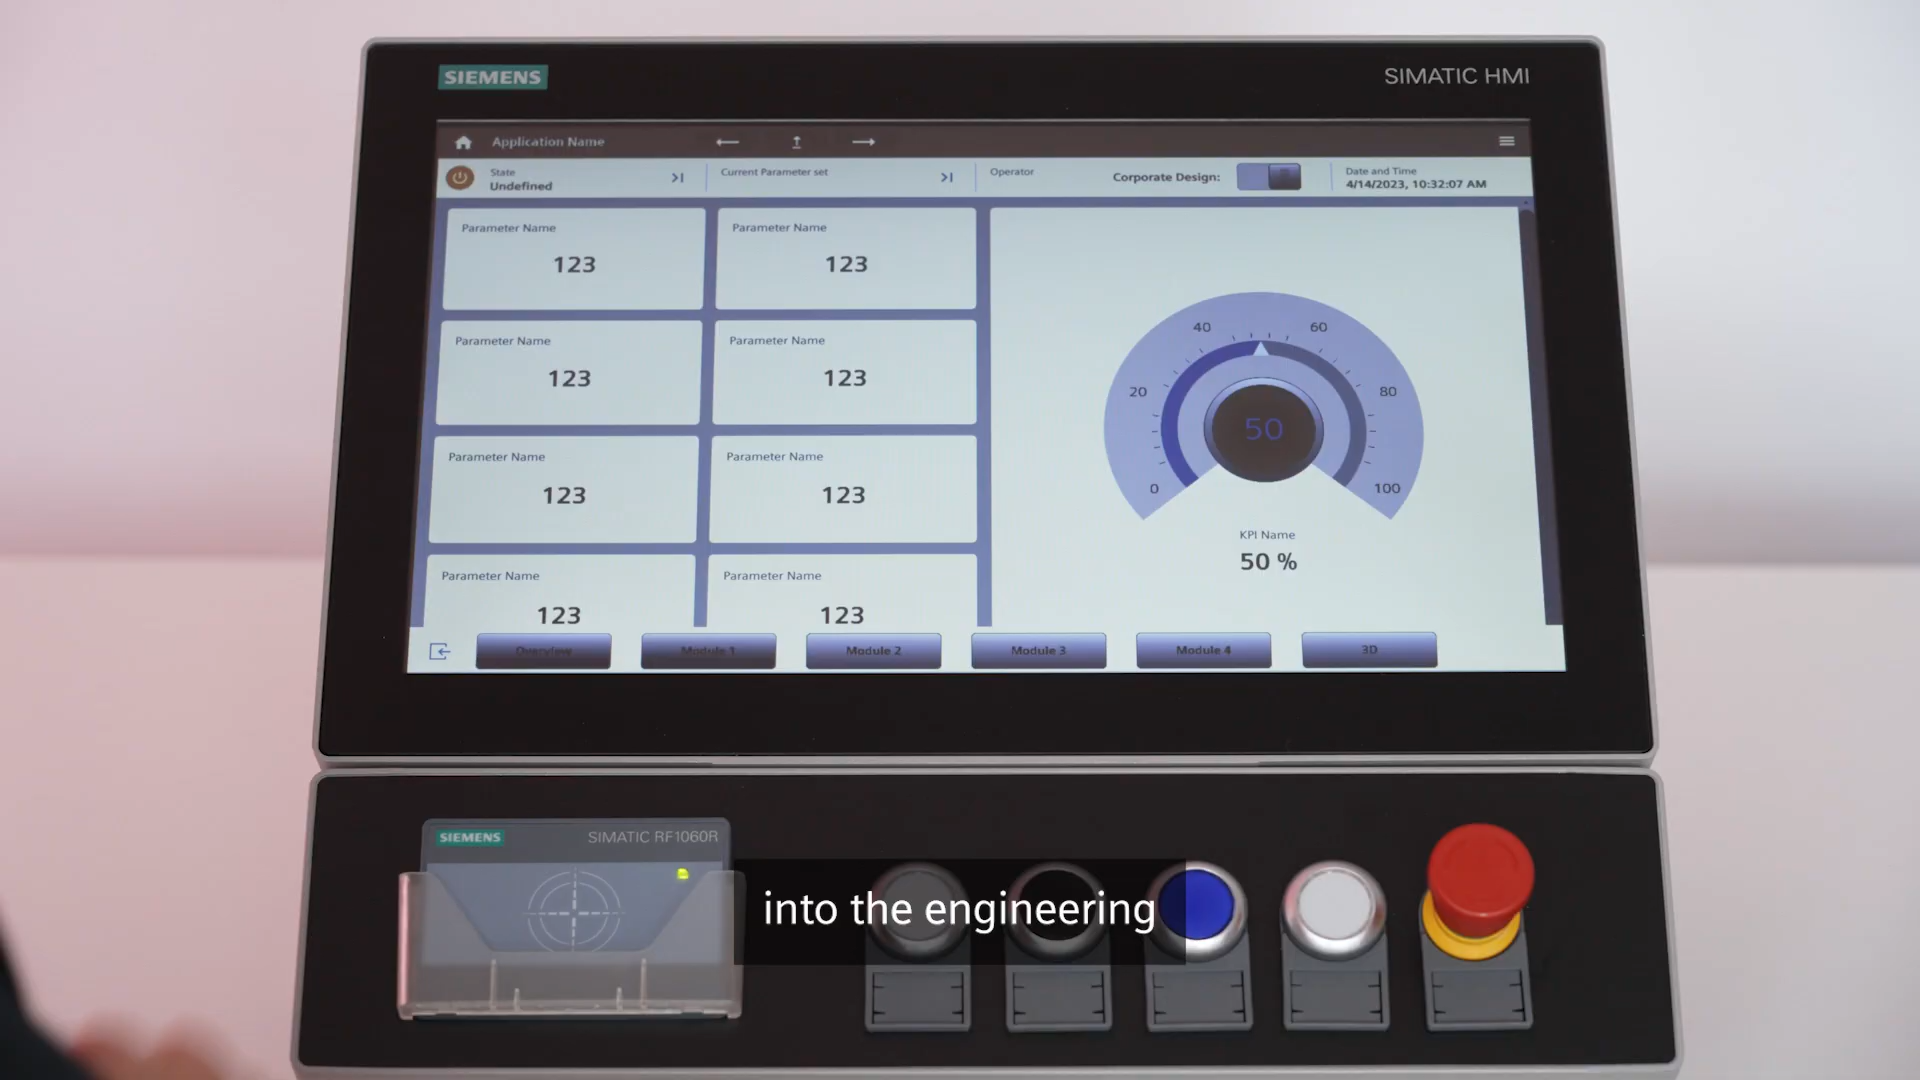 SIEMENS
SIMATIC HMI
Application Name
State
Undefined
Current Parameter set
Operator
Corporate Design:
Date and Time
4/14/2023, 10:32:07 AM
Parameter Name
123
Parameter Name
123
Parameter Name
123
Parameter Name
123
Parameter Name
123
Parameter Name
123
Parameter Name
123
Parameter Name
123
0
20
40
60
80
100
50
KPI Name
50 %
Overview
Module 1
Module 2
Module 3
Module 4
3D
SIEMENS
SIMATIC RF1060R
into the engineering